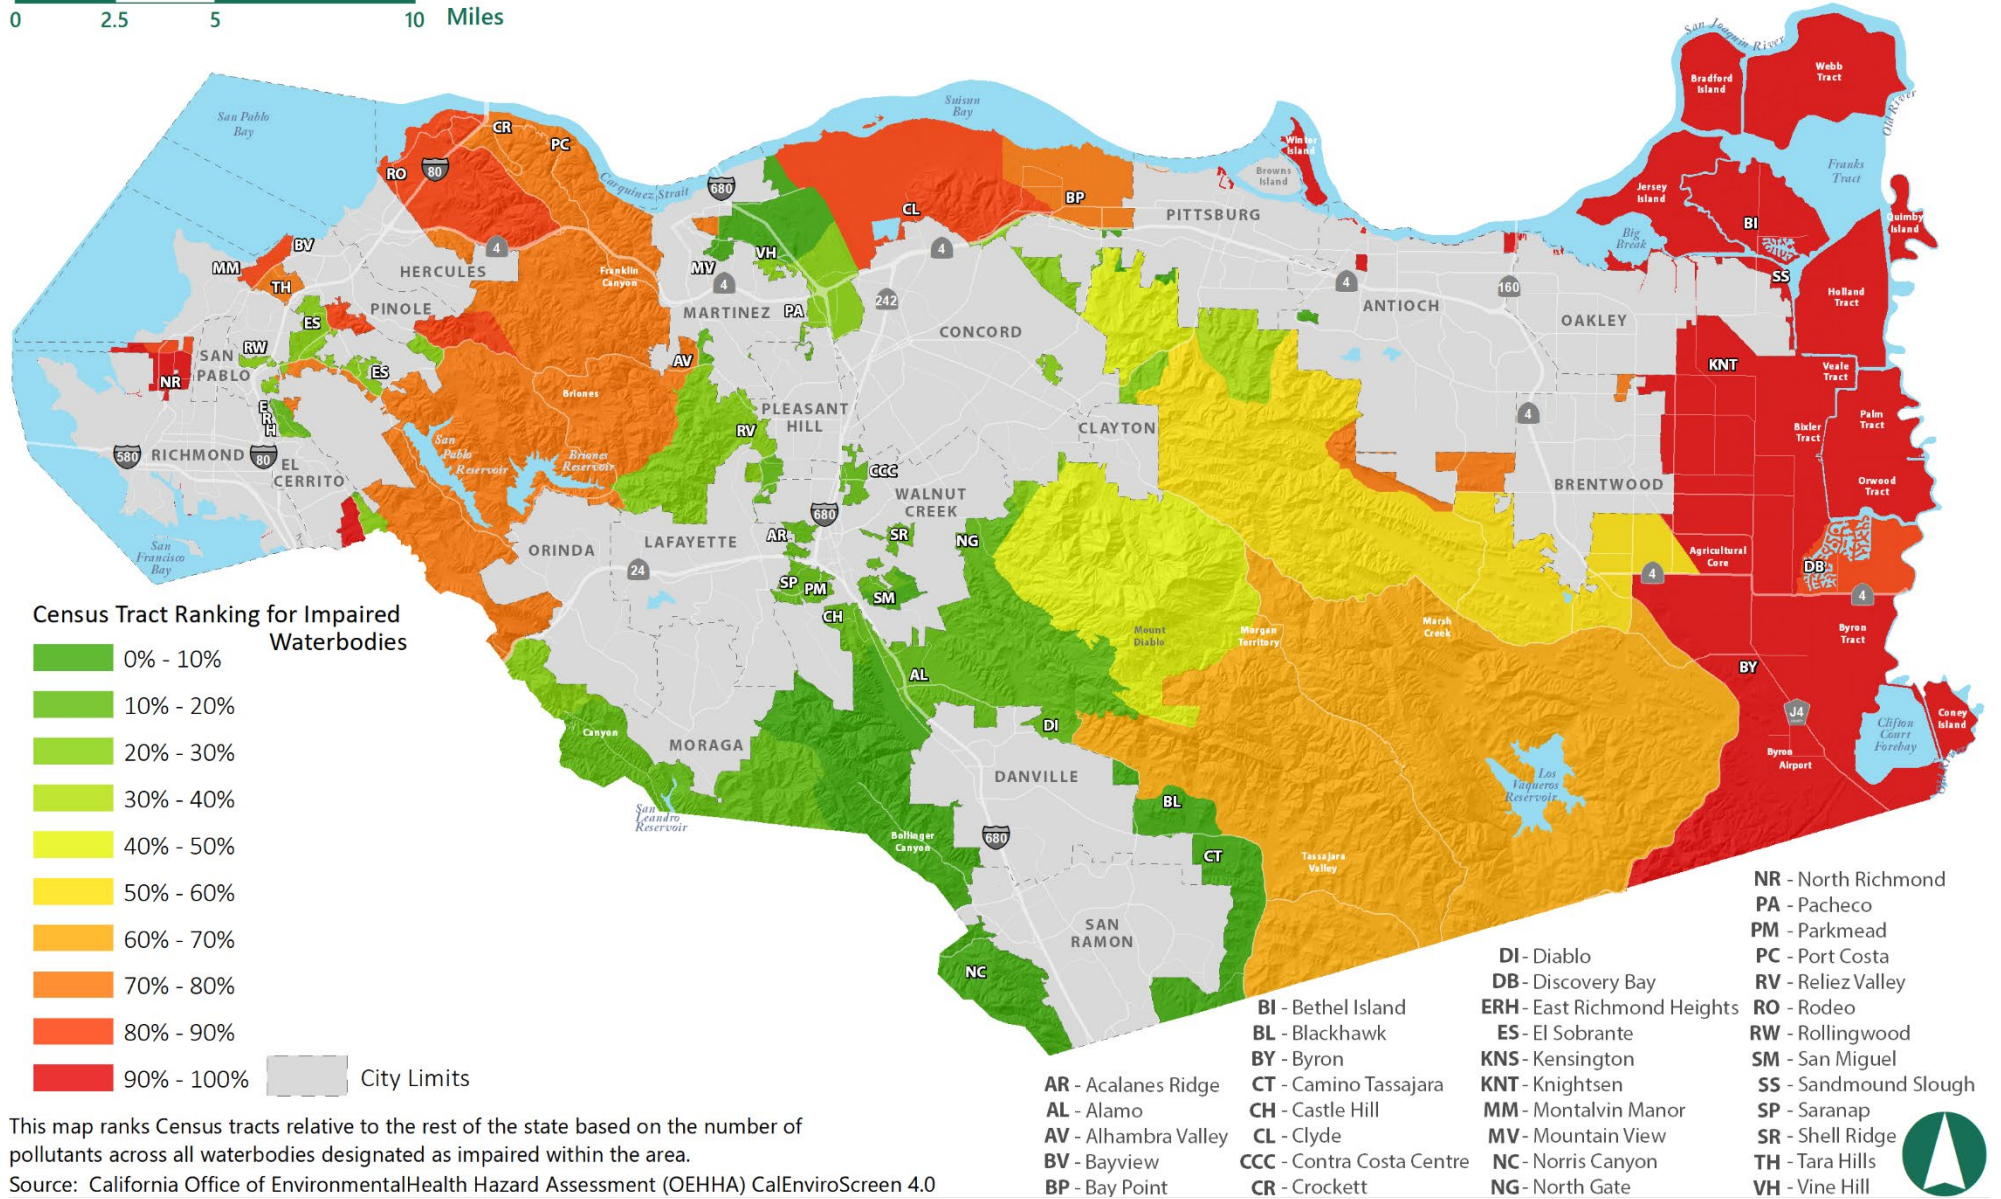 0 2.5 5 10 Miles
San Joaquin River
Webb
Tract
Bradford
Island
Old River
San Pablo
Bay
Suisun
Bay
CR
PC
RO
80
Carquinez Strait
680
Winter
Island
Browns
Island
Franks
Tract
Jersey
Island
BI
Quimby
Island
BP
CL
PITTSBURG
Big
Break
BV
MM
TH
4
HERCULES
Franklin
Canyon
VH
MV
4
4
242
4
160
SS
Holland
Tract
PINOLE
ES
MARTINEZ
PA
CONCORD
ANTIOCH
OAKLEY
RW
SAN
PABLO
NR
ES
AV
KNT
Veale
Tract
Briones
E
R
H
PLEASANT
HILL
RV
CLAYTON
4
Bixler
Tract
Palm
Tract
580
RICHMOND
80
EL
CERRITO
San
Pablo
Reservoir
Briones
Reservoir
CCC
WALNUT
CREEK
BRENTWOOD
Orwood
Tract
680
San
Francisco
Bay
ORINDA
LAFAYETTE
AR
SR
NG
24
Agricultural
Core
DB
4
4
SP
PM
SM
CH
Mount
Diablo
Morgan
Territory
Marsh
Creek
Byron
Tract
BY
AL
DI
J4
Coney
Island
Clifton
Court
Forebay
Canyon
MORAGA
DANVILLE
Byron
Airport
Los
Vaqueros
Reservoir
San
Leandro
Reservoir
BL
Bollinger
Canyon
680
CT
Tassajara
Valley
SAN
RAMON
NC
Census Tract Ranking for Impaired
Waterbodies
0% - 10%
10% - 20%
20% - 30%
30% - 40%
40% - 50%
50% - 60%
60% - 70%
70% - 80%
80% - 90%
90% - 100%
City Limits
This map ranks Census tracts relative to the rest of the state based on the number of
pollutants across all waterbodies designated as impaired within the area.
Source: California Office of EnvironmentalHealth Hazard Assessment (OEHHA) CalEnviroScreen 4.0
AR - Acalanes Ridge
AL - Alamo
AV - Alhambra Valley
BV - Bayview
BP - Bay Point
BI - Bethel Island
BL - Blackhawk
BY - Byron
CT - Camino Tassajara
CH - Castle Hill
CL - Clyde
CCC - Contra Costa Centre
CR - Crockett
DI - Diablo
DB - Discovery Bay
ERH - East Richmond Heights
ES - El Sobrante
KNS - Kensington
KNT - Knightsen
MM - Montalvin Manor
MV - Mountain View
NC - Norris Canyon
NG - North Gate
NR - North Richmond
PA - Pacheco
PM - Parkmead
PC - Port Costa
RV - Reliez Valley
RO - Rodeo
RW - Rollingwood
SM - San Miguel
SS - Sandmound Slough
SP - Saranap
SR - Shell Ridge
TH - Tara Hills
VH - Vine Hill